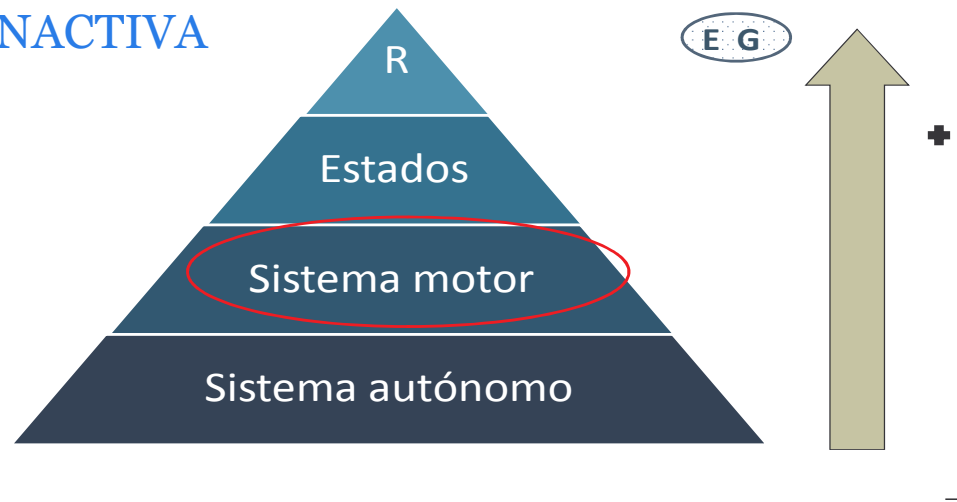 NACTIVA
R
E G
Estados
Sistema motor
Sistema autónomo